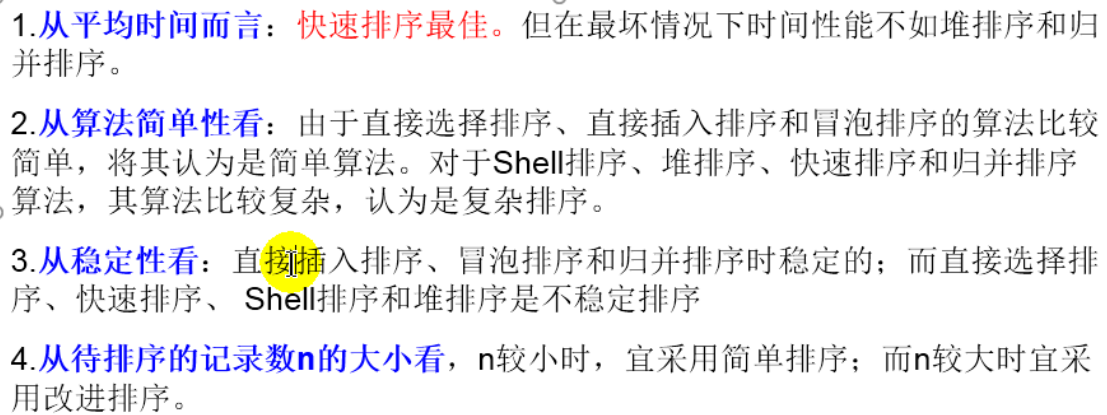 1.从平均时间而言：快速排序最佳。但在最坏情况下时间性能不如堆排序和归
并排序。
2.从算法简单性看：由于直接选择排序、直接插入排序和冒泡排序的算法比较
简单，将其认为是简单算法。对于Shell排序、堆排序、快速排序和归并排序
算法，其算法比较复杂，认为是复杂排序。
3.从稳定性看：直接插入排序、冒泡排序和归并排序时稳定的；而直接选择排
序、快速排序、 Shell排序和堆排序是不稳定排序
4.从待排序的记录数n的大小看，n较小时，宜采用简单排序；而n较大时宜采
用改进排序。